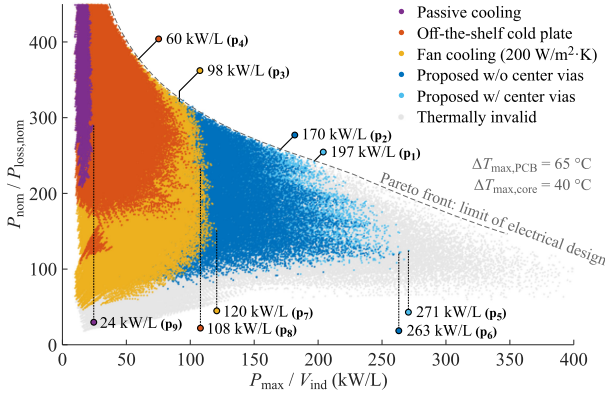 Passive cooling
Off-the-shelf cold plate
Fan cooling (200 W/m²·K)
Proposed w/o center vias
Proposed w/ center vias
Thermally invalid
60 kW/L (p₄)
98 kW/L (p₃)
170 kW/L (p₂)
197 kW/L (p₁)
ΔTmax,PCB = 65 °C
ΔTmax,core = 40 °C
Pareto front: limit of electrical design
24 kW/L (p₉)
120 kW/L (p₇)
108 kW/L (p₈)
271 kW/L (p₅)
263 kW/L (p₆)
400
300
200
100
0
Pnom / Ploss,nom
0 50 100 150 200 250 300 350 400
Pmax / Vind (kW/L)